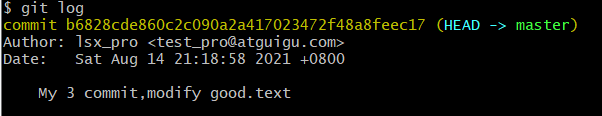 $ git log
commit b6828cde860c2c090a2a417023472f48a8feec17 (HEAD -> master)
Author: lsx_pro <test_pro@atguigu.com>
Date:   Sat Aug 14 21:18:58 2021 +0800
My 3 commit,modify good.text